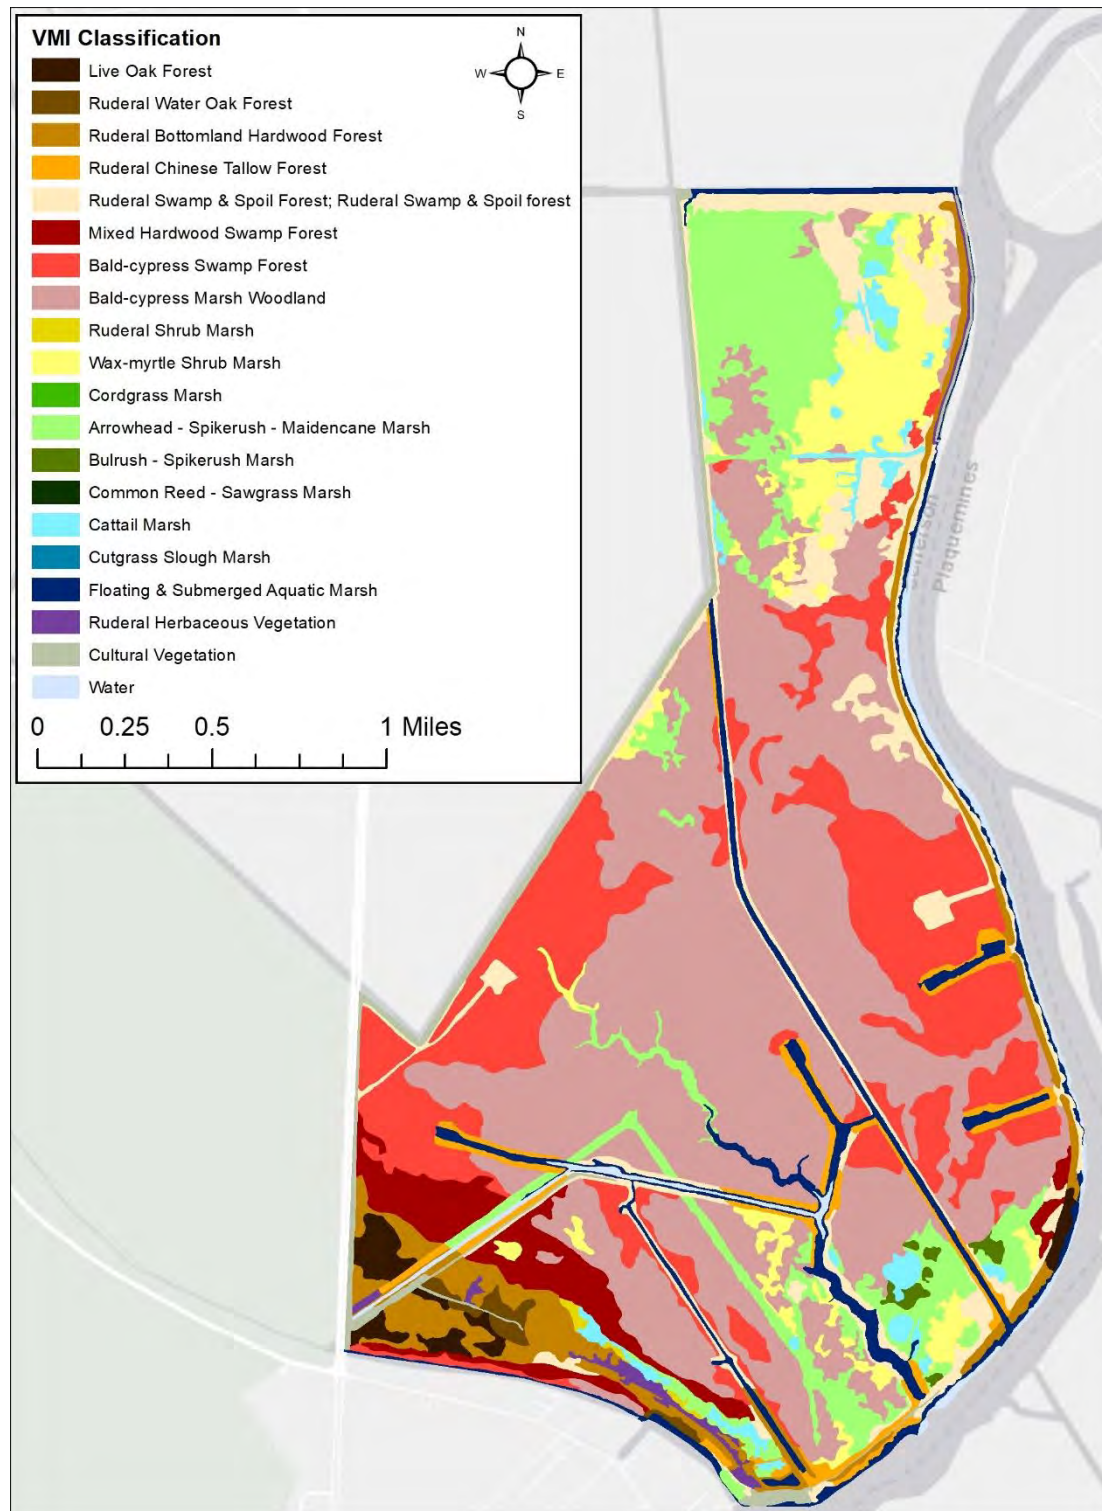 VMI Classification
N
W E
S
Live Oak Forest
Ruderal Water Oak Forest
Ruderal Bottomland Hardwood Forest
Ruderal Chinese Tallow Forest
Ruderal Swamp & Spoil Forest; Ruderal Swamp & Spoil forest
Mixed Hardwood Swamp Forest
Bald-cypress Swamp Forest
Bald-cypress Marsh Woodland
Ruderal Shrub Marsh
Wax-myrtle Shrub Marsh
Cordgrass Marsh
Arrowhead - Spikerush - Maidencane Marsh
Bulrush - Spikerush Marsh
Common Reed - Sawgrass Marsh
Cattail Marsh
Cutgrass Slough Marsh
Floating & Submerged Aquatic Marsh
Ruderal Herbaceous Vegetation
Cultural Vegetation
Water
0 0.25 0.5 1 Miles
Jefferson
Plaquemines